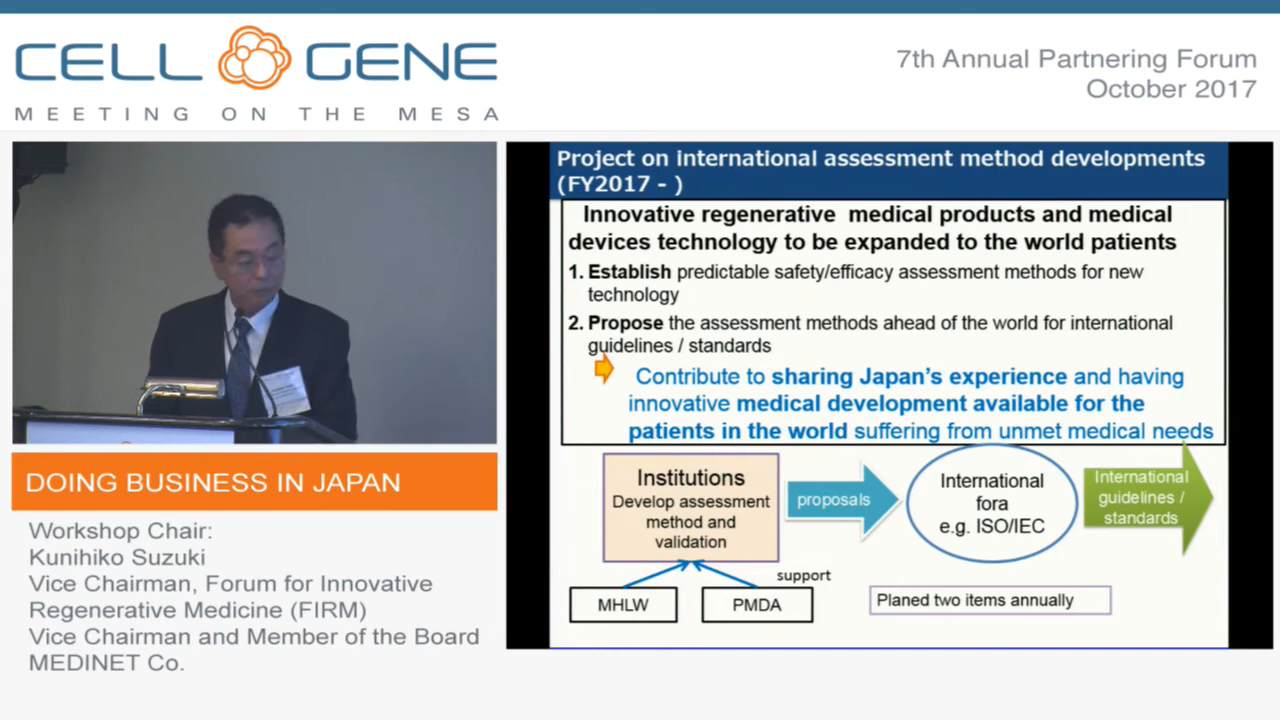 CELL GENE
MEETING ON THE MESA
7th Annual Partnering Forum
October 2017
Project on international assessment method developments
(FY2017 - )
Innovative regenerative medical products and medical
devices technology to be expanded to the world patients
1. Establish predictable safety/efficacy assessment methods for new
technology
2. Propose the assessment methods ahead of the world for international
guidelines / standards
Contribute to sharing Japan's experience and having
innovative medical development available for the
patients in the world suffering from unmet medical needs
Institutions
Develop assessment
method and
validation
proposals
International
fora
e.g. ISO/IEC
International
guidelines /
standards
support
MHLW
PMDA
Planed two items annually
DOING BUSINESS IN JAPAN
Workshop Chair:
Kunihiko Suzuki
Vice Chairman, Forum for Innovative
Regenerative Medicine (FIRM)
Vice Chairman and Member of the Board
MEDINET Co.